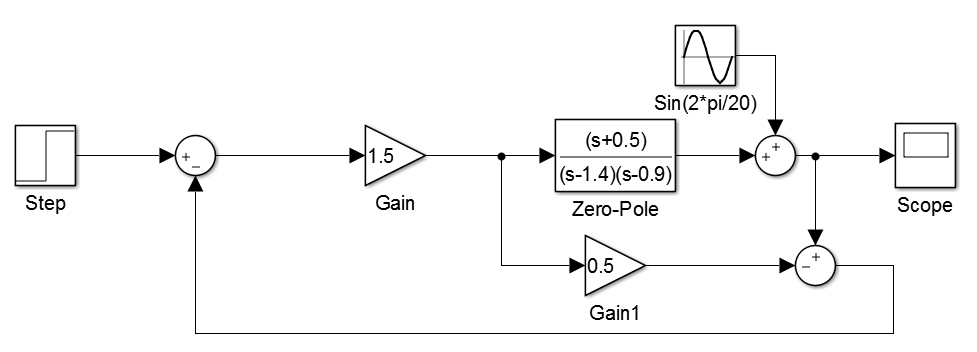 Sin(2*pi/20)
Step
+
−
1.5
Gain
(s+0.5)
(s-1.4)(s-0.9)
Zero-Pole
+
+
Scope
0.5
Gain1
+
−